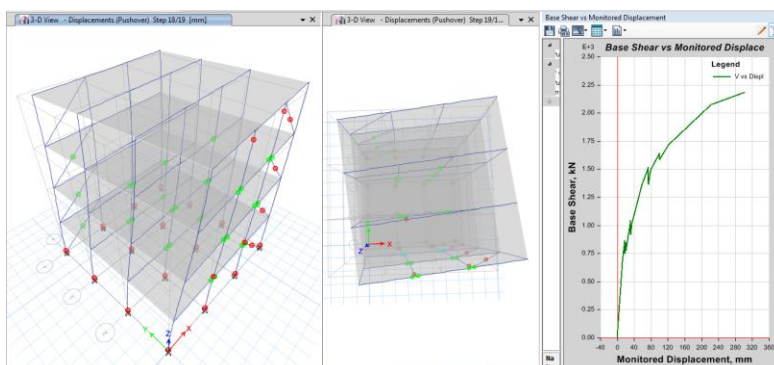 3-D View - Displacements (Pushover) Step 18/19 [mm]
3-D View - Displacements (Pushover) Step 19/1...
Base Shear vs Monitored Displacement
Base Shear vs Monitored Displace
E+3
Legend
V vs Displ
2.50
2.25
2.00
1.75
1.50
1.25
1.00
0.75
0.50
0.25
0.00
Base Shear, kN
-40 0 40 80 120 160 200 240 280 320 360
Monitored Displacement, mm
Na
Z
Y
X
Z
X